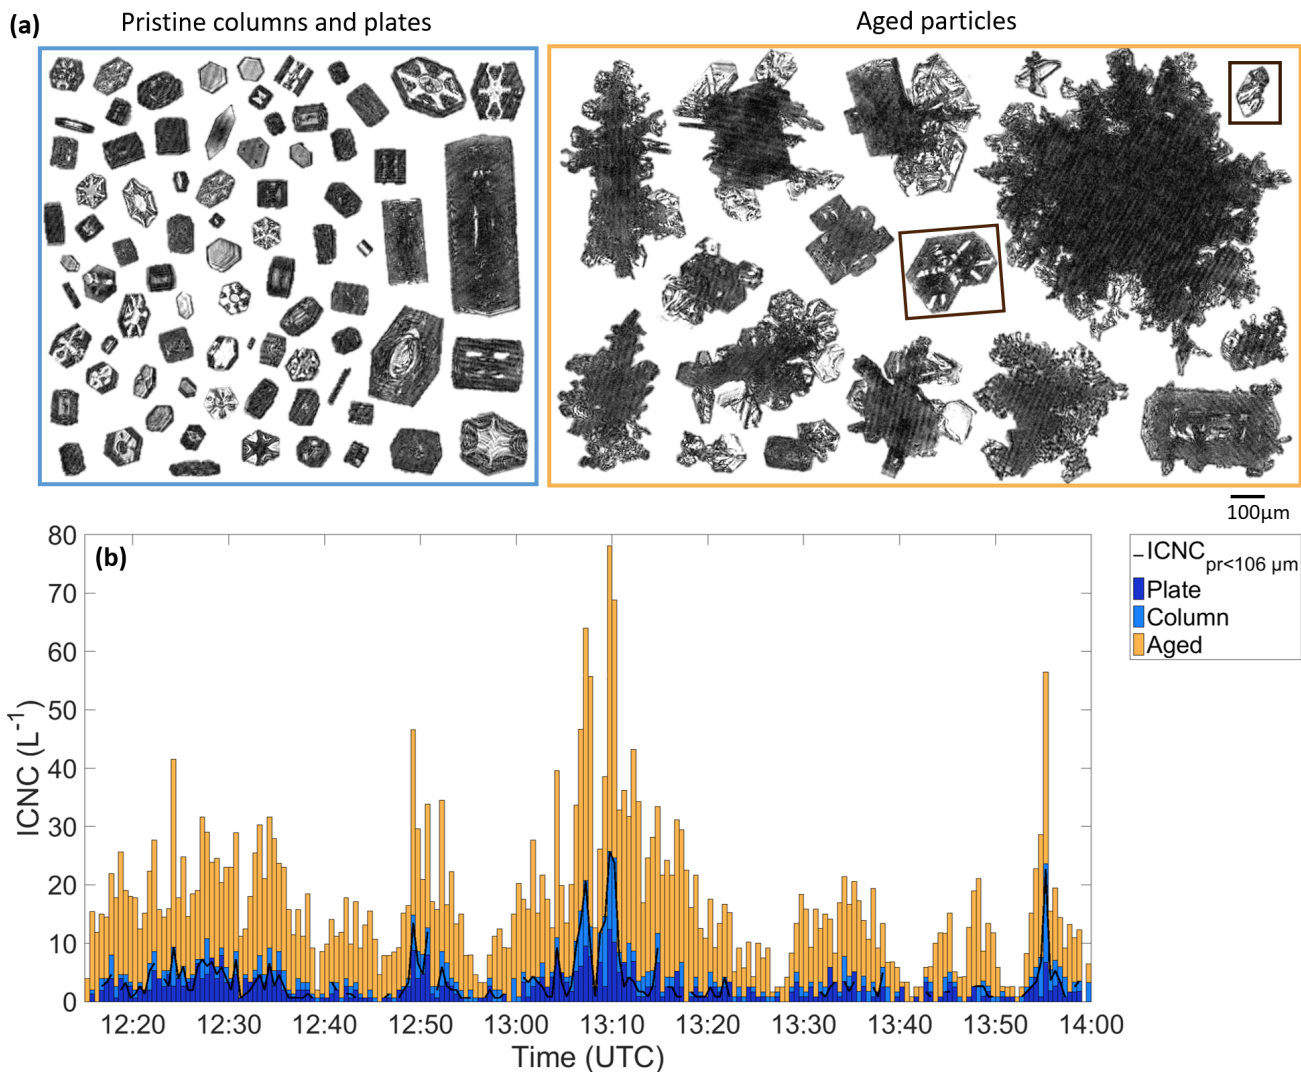 (a)
Pristine columns and plates
Aged particles
100µm
(b)
80
70
60
50
40
30
20
10
0
ICNC (L-1)
12:20
12:30
12:40
12:50
13:00
13:10
13:20
13:30
13:40
13:50
14:00
Time (UTC)
ICNCpr<106 µm
Plate
Column
Aged